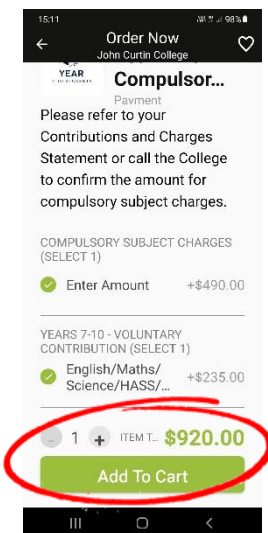 15:11
98%
Order Now
John Curtin College
YEAR
Compulsor...
Payment
Please refer to your
Contributions and Charges
Statement or call the College
to confirm the amount for
compulsory subject charges.
COMPULSORY SUBJECT CHARGES
(SELECT 1)
Enter Amount +$490.00
YEARS 7-10 - VOLUNTARY
CONTRIBUTION (SELECT 1)
English/Maths/
Science/HASS/... +$235.00
- 1 + ITEM T... $920.00
Add To Cart